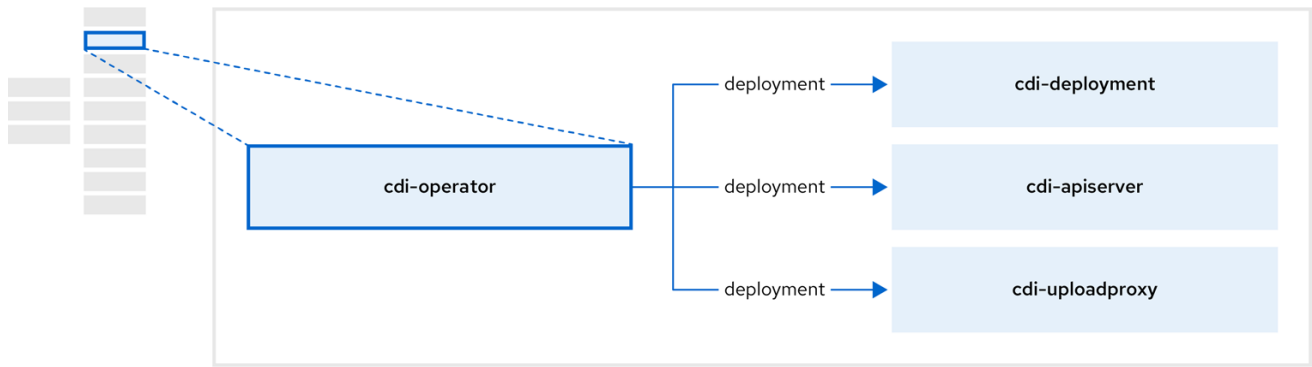 deployment
cdi-deployment
cdi-operator
deployment
cdi-apiserver
deployment
cdi-uploadproxy